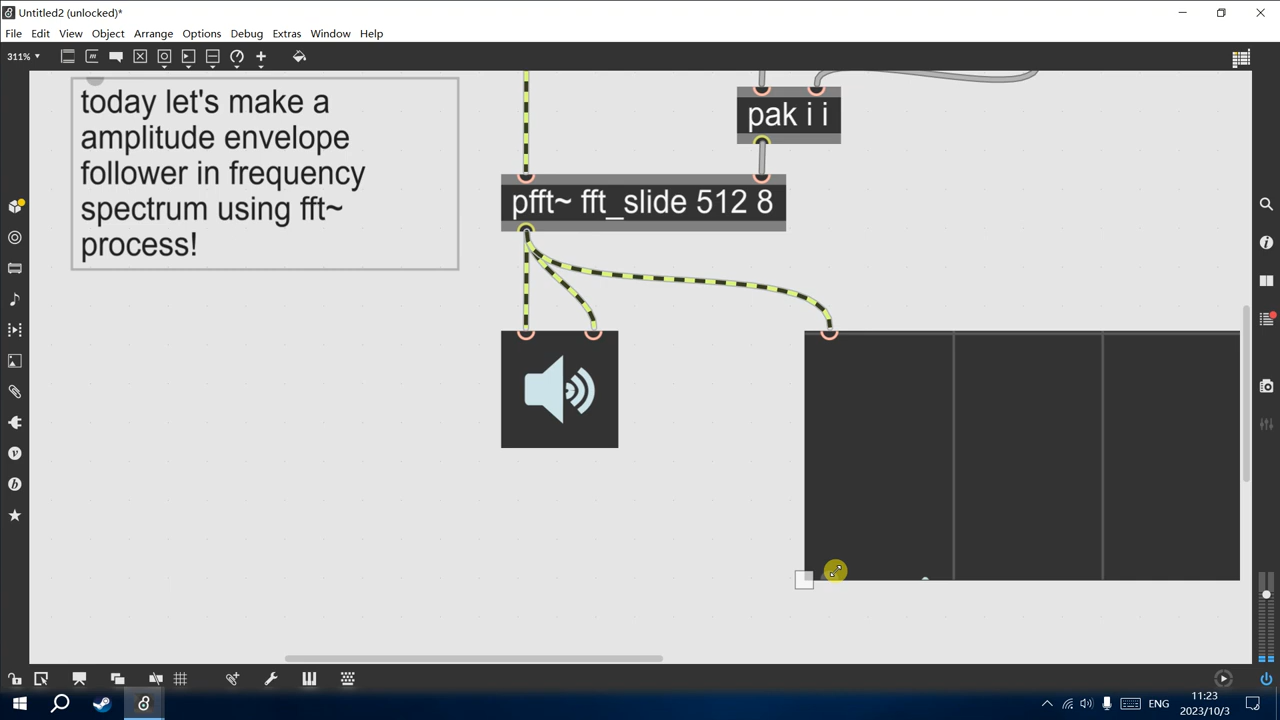 Untitled2 (unlocked)*
File Edit View Object Arrange Options Debug Extras Window Help
311%
today let's make a
amplitude envelope
follower in frequency
spectrum using fft~
process!
pak i i
pfft~ fft_slide 512 8
ENG
11:23
2023/10/3